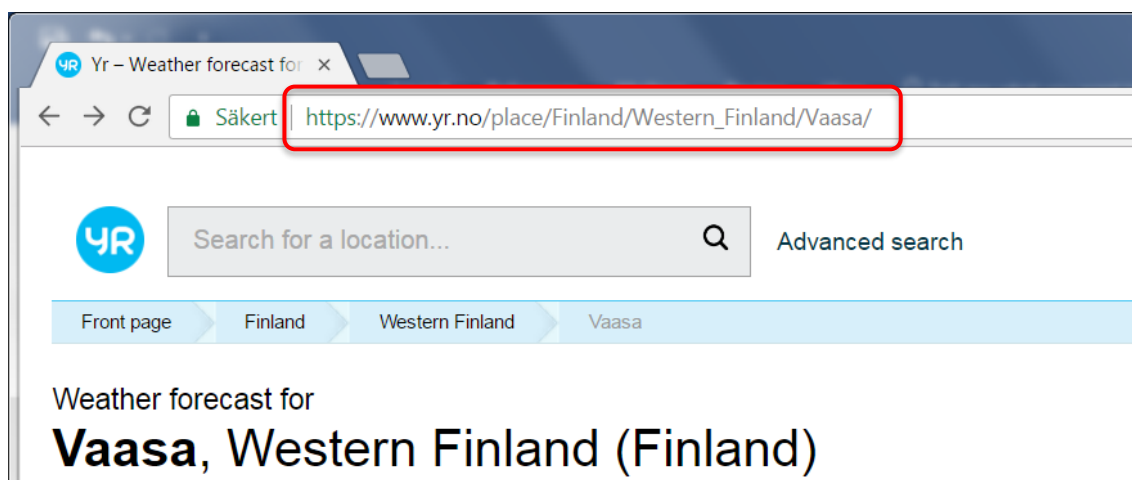 YR Yr – Weather forecast for
Säkert https://www.yr.no/place/Finland/Western_Finland/Vaasa/
YR Search for a location... Advanced search
Front page Finland Western Finland Vaasa
Weather forecast for
Vaasa, Western Finland (Finland)